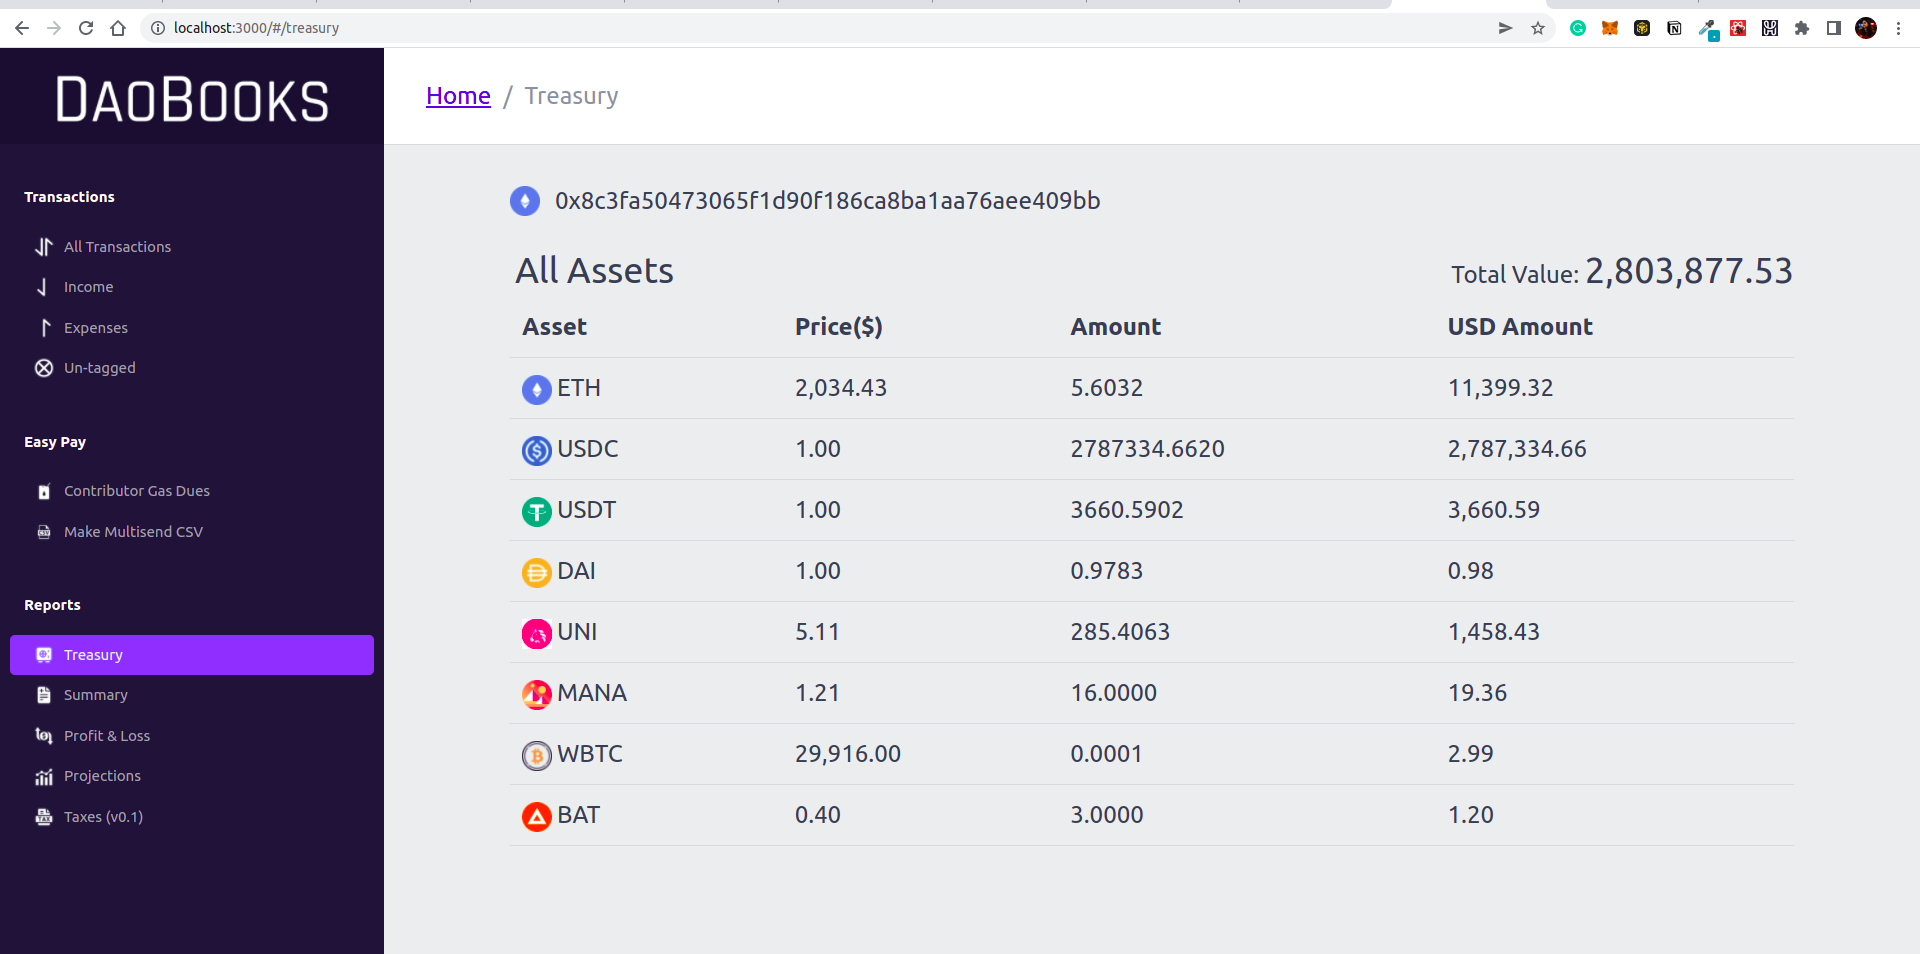 localhost:3000/#/treasury
DAOBOOKS
Home / Treasury
Transactions
All Transactions
Income
Expenses
Un-tagged
Easy Pay
Contributor Gas Dues
Make Multisend CSV
Reports
Treasury
Summary
Profit & Loss
Projections
Taxes (v0.1)
0x8c3fa50473065f1d90f186ca8ba1aa76aee409bb
All Assets Total Value: 2,803,877.53
Asset Price($) Amount USD Amount
ETH 2,034.43 5.6032 11,399.32
USDC 1.00 2787334.6620 2,787,334.66
USDT 1.00 3660.5902 3,660.59
DAI 1.00 0.9783 0.98
UNI 5.11 285.4063 1,458.43
MANA 1.21 16.0000 19.36
WBTC 29,916.00 0.0001 2.99
BAT 0.40 3.0000 1.20